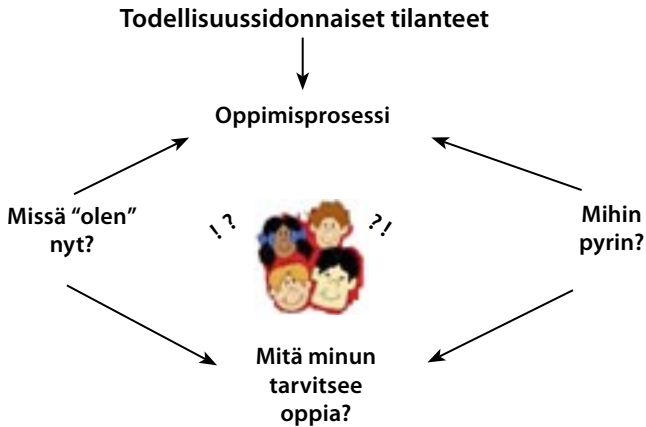 Todellisuussidonnaiset tilanteet
Oppimisprosessi
Missä “olen”
nyt?
! ?
?!
Mihin
pyrin?
Mitä minun
tarvitsee
oppia?